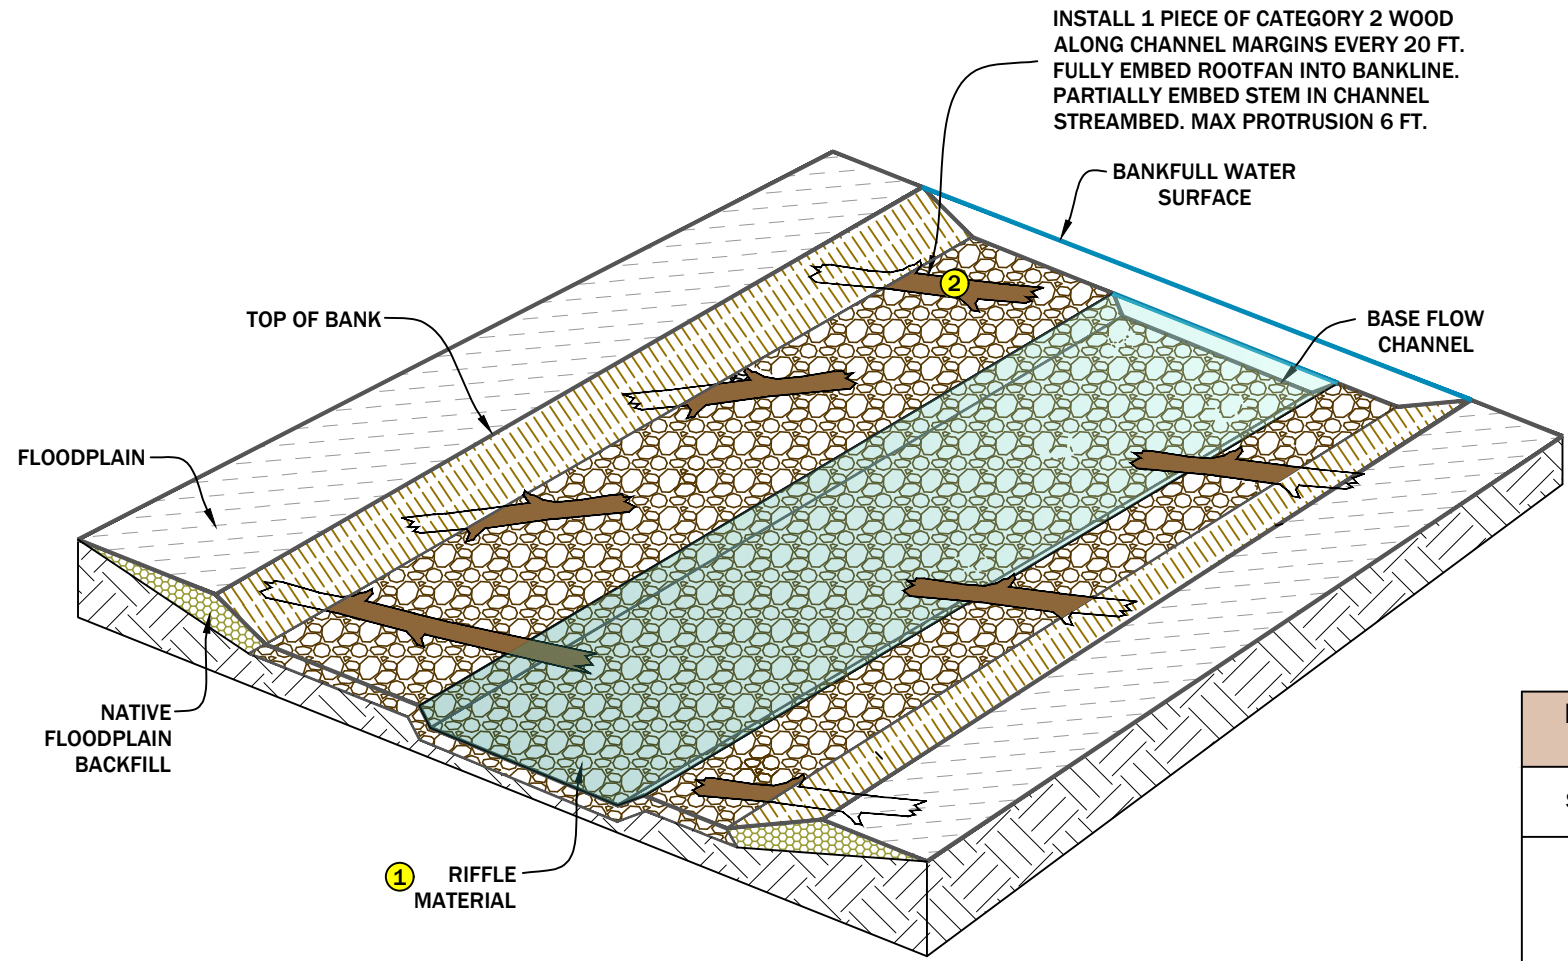 INSTALL 1 PIECE OF CATEGORY 2 WOOD
ALONG CHANNEL MARGINS EVERY 20 FT.
FULLY EMBED ROOTFAN INTO BANKLINE.
PARTIALLY EMBED STEM IN CHANNEL
STREAMBED. MAX PROTRUSION 6 FT.
BANKFULL WATER
SURFACE
2
BASE FLOW
CHANNEL
TOP OF BANK
FLOODPLAIN
NATIVE
FLOODPLAIN
BACKFILL
1
RIFFLE
MATERIAL